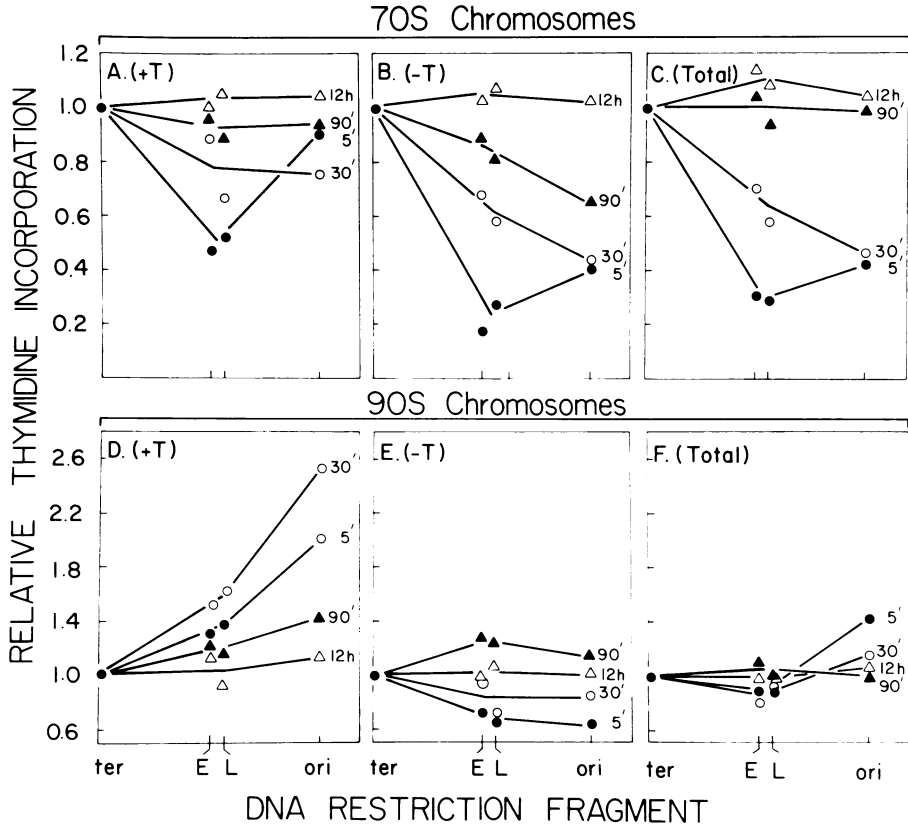 70S Chromosomes
RELATIVE THYMIDINE INCORPORATION
1.2
1.0
0.8
0.6
0.4
0.2
A. (+T)
12h
90′
5′
30′
B. (-T)
12h
90′
30′
5′
C. (Total)
12h
90′
30′
5′
90S Chromosomes
2.6
2.2
1.8
1.4
1.0
0.6
D. (+T)
30′
5′
90′
12h
E. (-T)
90′
12h
30′
5′
F. (Total)
5′
30′
12h
90′
ter E L ori ter E L ori ter E L ori
DNA RESTRICTION FRAGMENT